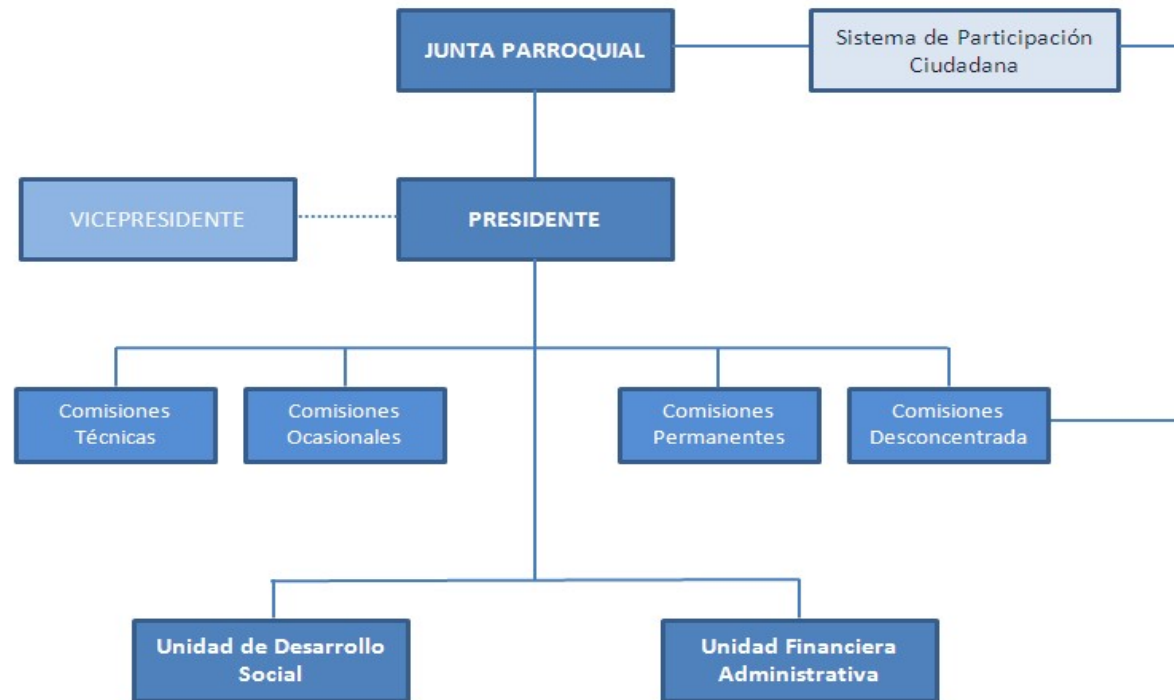 JUNTA PARROQUIAL
Sistema de Participación
Ciudadana
VICEPRESIDENTE
PRESIDENTE
Comisiones
Técnicas
Comisiones
Ocasionales
Comisiones
Permanentes
Comisiones
Desconcentrada
Unidad de Desarrollo
Social
Unidad Financiera
Administrativa